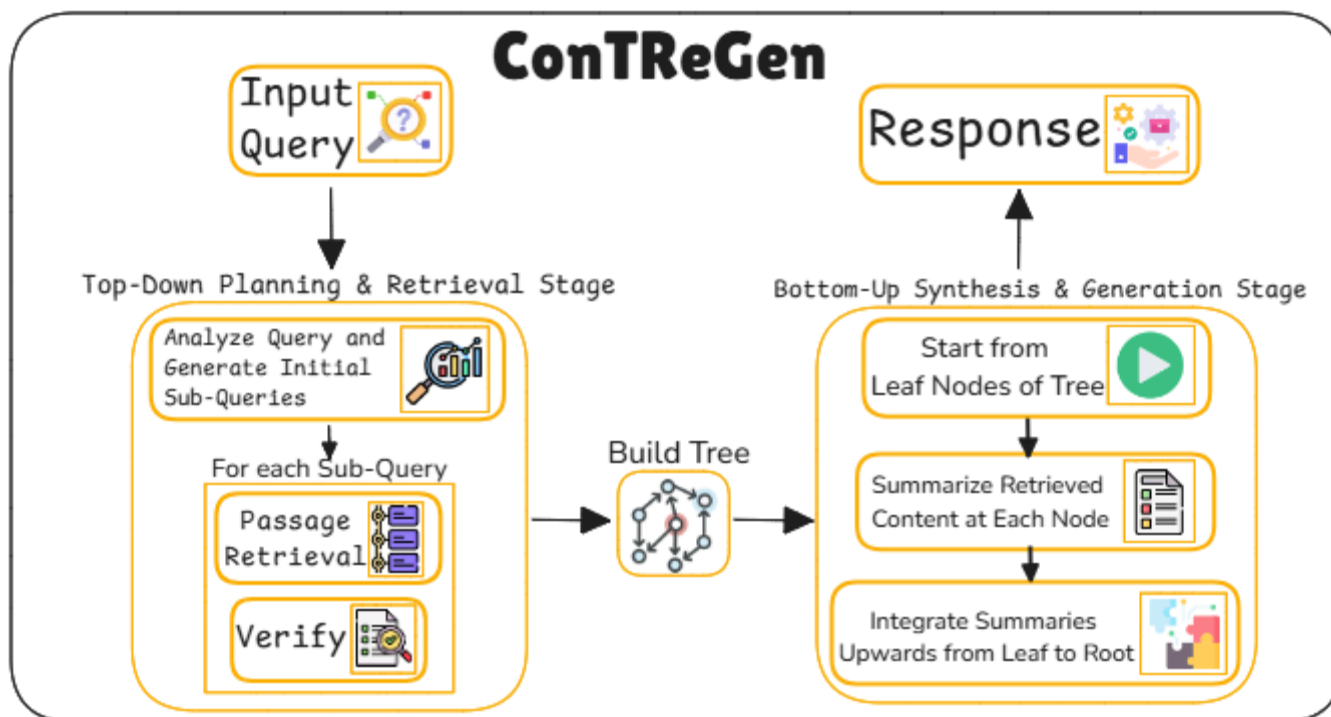 ConTReGen
Input
Query
Top-Down Planning & Retrieval Stage
Analyze Query and
Generate Initial
Sub-Queries
For each Sub-Query
Passage
Retrieval
Verify
Build Tree
Response
Bottom-Up Synthesis & Generation Stage
Start from
Leaf Nodes of Tree
Summarize Retrieved
Content at Each Node
Integrate Summaries
Upwards from Leaf to Root